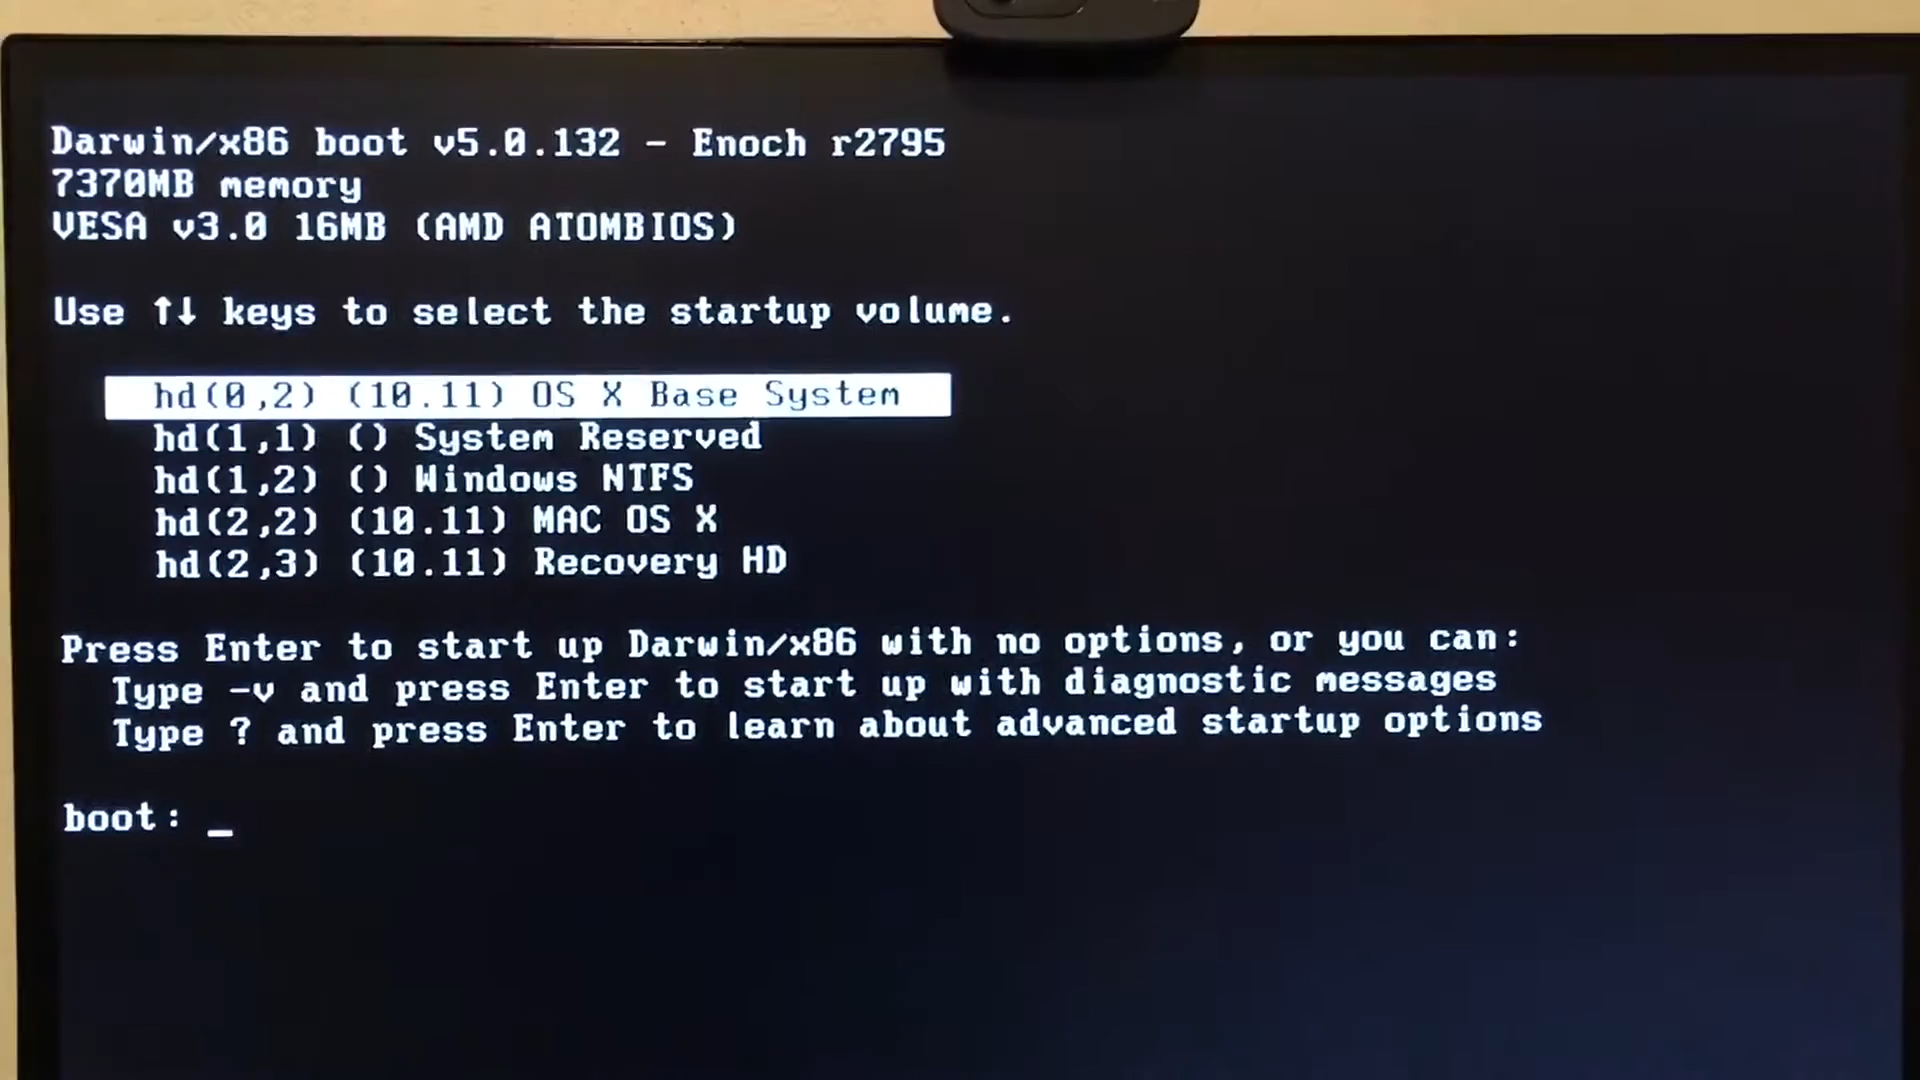 Darwin/x86 boot v5.0.132 - Enoch r2795
7370MB memory
VESA v3.0 16MB (AMD ATOMBIOS)
Use ↑↓ keys to select the startup volume.
hd(0,2) (10.11) OS X Base System
hd(1,1) () System Reserved
hd(1,2) () Windows NTFS
hd(2,2) (10.11) MAC OS X
hd(2,3) (10.11) Recovery HD
Press Enter to start up Darwin/x86 with no options, or you can:
Type -v and press Enter to start up with diagnostic messages
Type ? and press Enter to learn about advanced startup options
boot: _